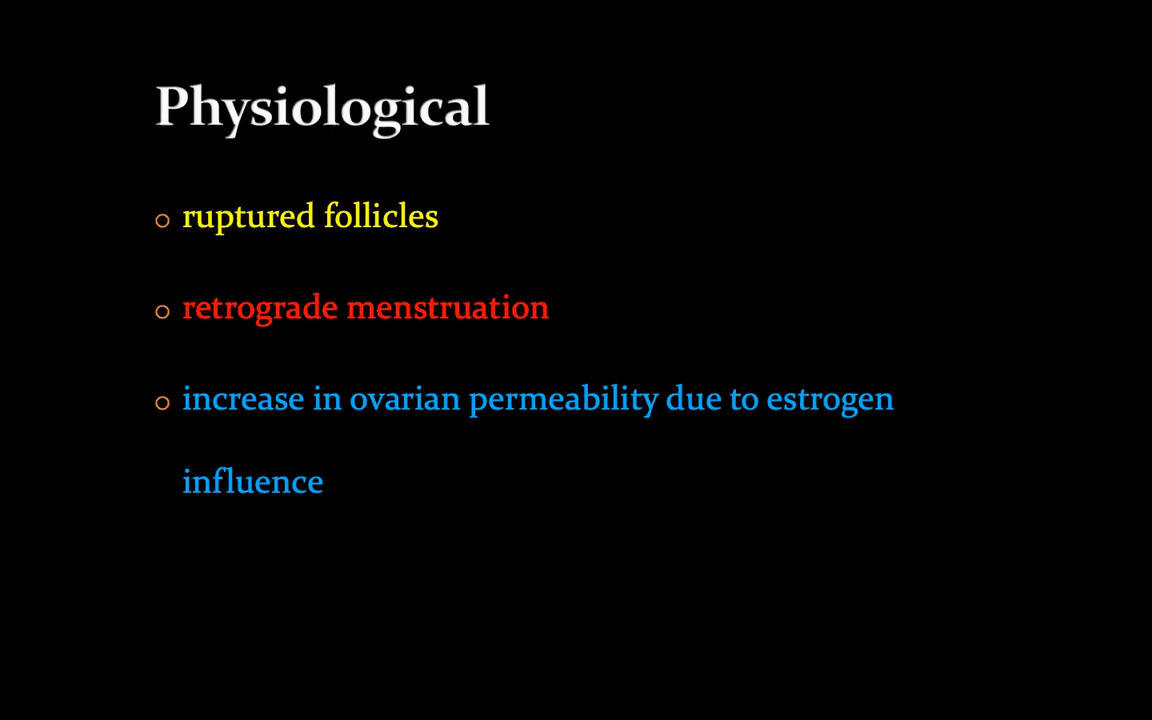 Physiological
ruptured follicles
retrograde menstruation
increase in ovarian permeability due to estrogen
influence